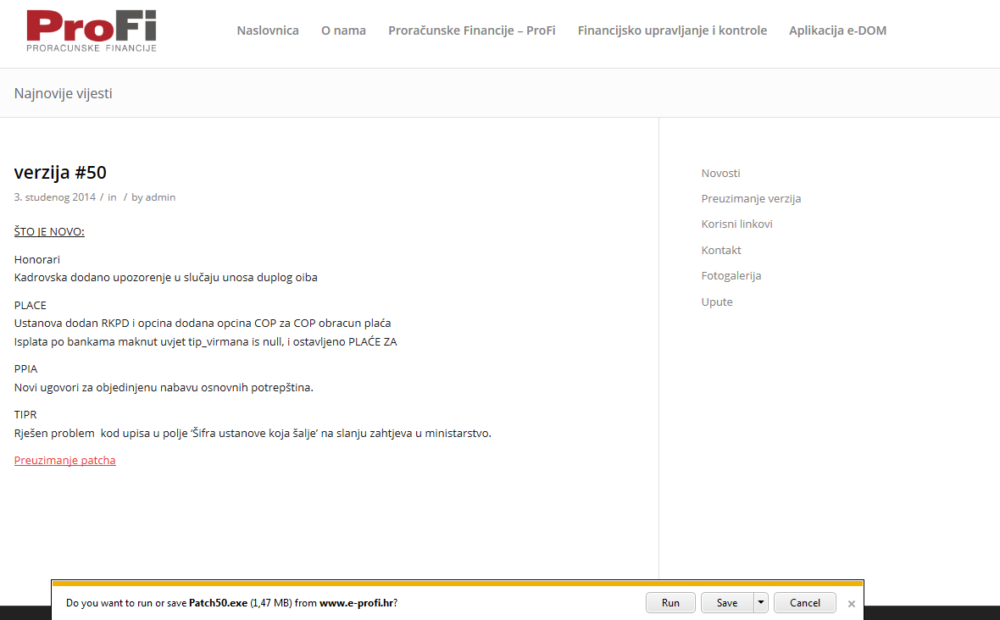 ProFi
PRORAČUNSKE FINANCIJE
Naslovnica O nama Proračunske Financije – ProFi Financijsko upravljanje i kontrole Aplikacija e-DOM
Najnovije vijesti
verzija #50
3. studenog 2014 / in / by admin
ŠTO JE NOVO:
Honorari
Kadrovska dodano upozorenje u slučaju unosa duplog oiba
PLACE
Ustanova dodan RKPD i opcina dodana opcina COP za COP obracun plaća
Isplata po bankama maknut uvjet tip_virmana is null, i ostavljeno PLAĆE ZA
PPIA
Novi ugovori za objedinjenu nabavu osnovnih potrepština.
TIPR
Rješen problem  kod upisa u polje ‘Šifra ustanove koja šalje’ na slanju zahtjeva u ministarstvo.
Preuzimanje patcha
Novosti
Preuzimanje verzija
Korisni linkovi
Kontakt
Fotogalerija
Upute
Do you want to run or save Patch50.exe (1,47 MB) from www.e-profi.hr? Run Save Cancel ×